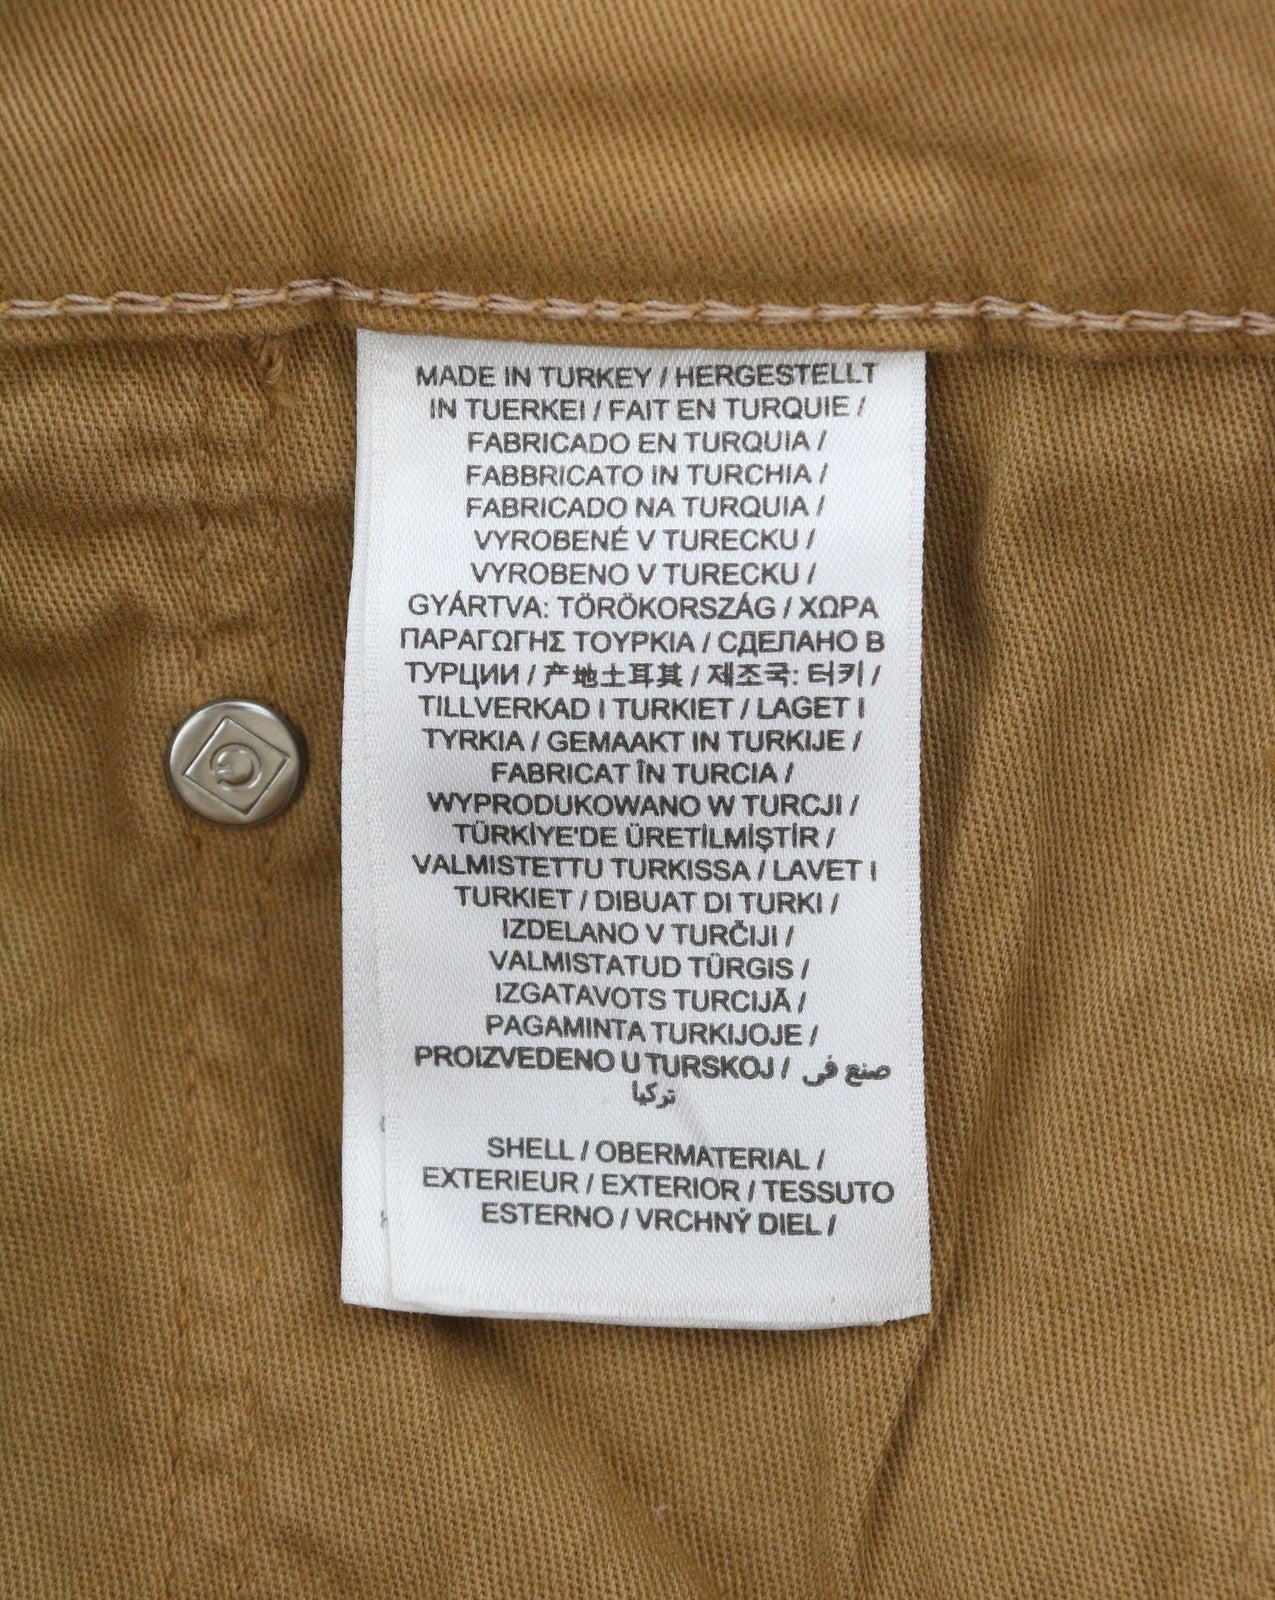 MADE IN TURKEY / HERGESTELLT
IN TUERKEI / FAIT EN TURQUIE /
FABRICADO EN TURQUIA /
FABBRICATO IN TURCHIA /
FABRICADO NA TURQUIA /
VYROBENÉ V TURECKU /
VYROBENO V TURECKU /
GYÁRTVA: TÖRÖKORSZÁG / ΧΩΡΑ
ΠΑΡΑΓΩΓΗΣ ΤΟΥΡΚΙΑ / СДЕЛАНО В
ТУРЦИИ / 产地土耳其 / 제조국: 터키 /
TILLVERKAD I TURKIET / LAGET I
TYRKIA / GEMAAKT IN TURKIJE /
FABRICAT ÎN TURCIA /
WYPRODUKOWANO W TURCJI /
TÜRKİYE'DE ÜRETİLMİŞTİR /
VALMISTETTU TURKISSA / LAVET I
TURKIET / DIBUAT DI TURKI /
IZDELANO V TURČIJI /
VALMISTATUD TÜRGIS /
IZGATAVOTS TURCIJĀ /
PAGAMINTA TURKIJOJE /
PROIZVEDENO U TURSKOJ / صنع في
تركيا
SHELL / OBERMATERIAL /
EXTERIEUR / EXTERIOR / TESSUTO
ESTERNO / VRCHNÝ DIEL /